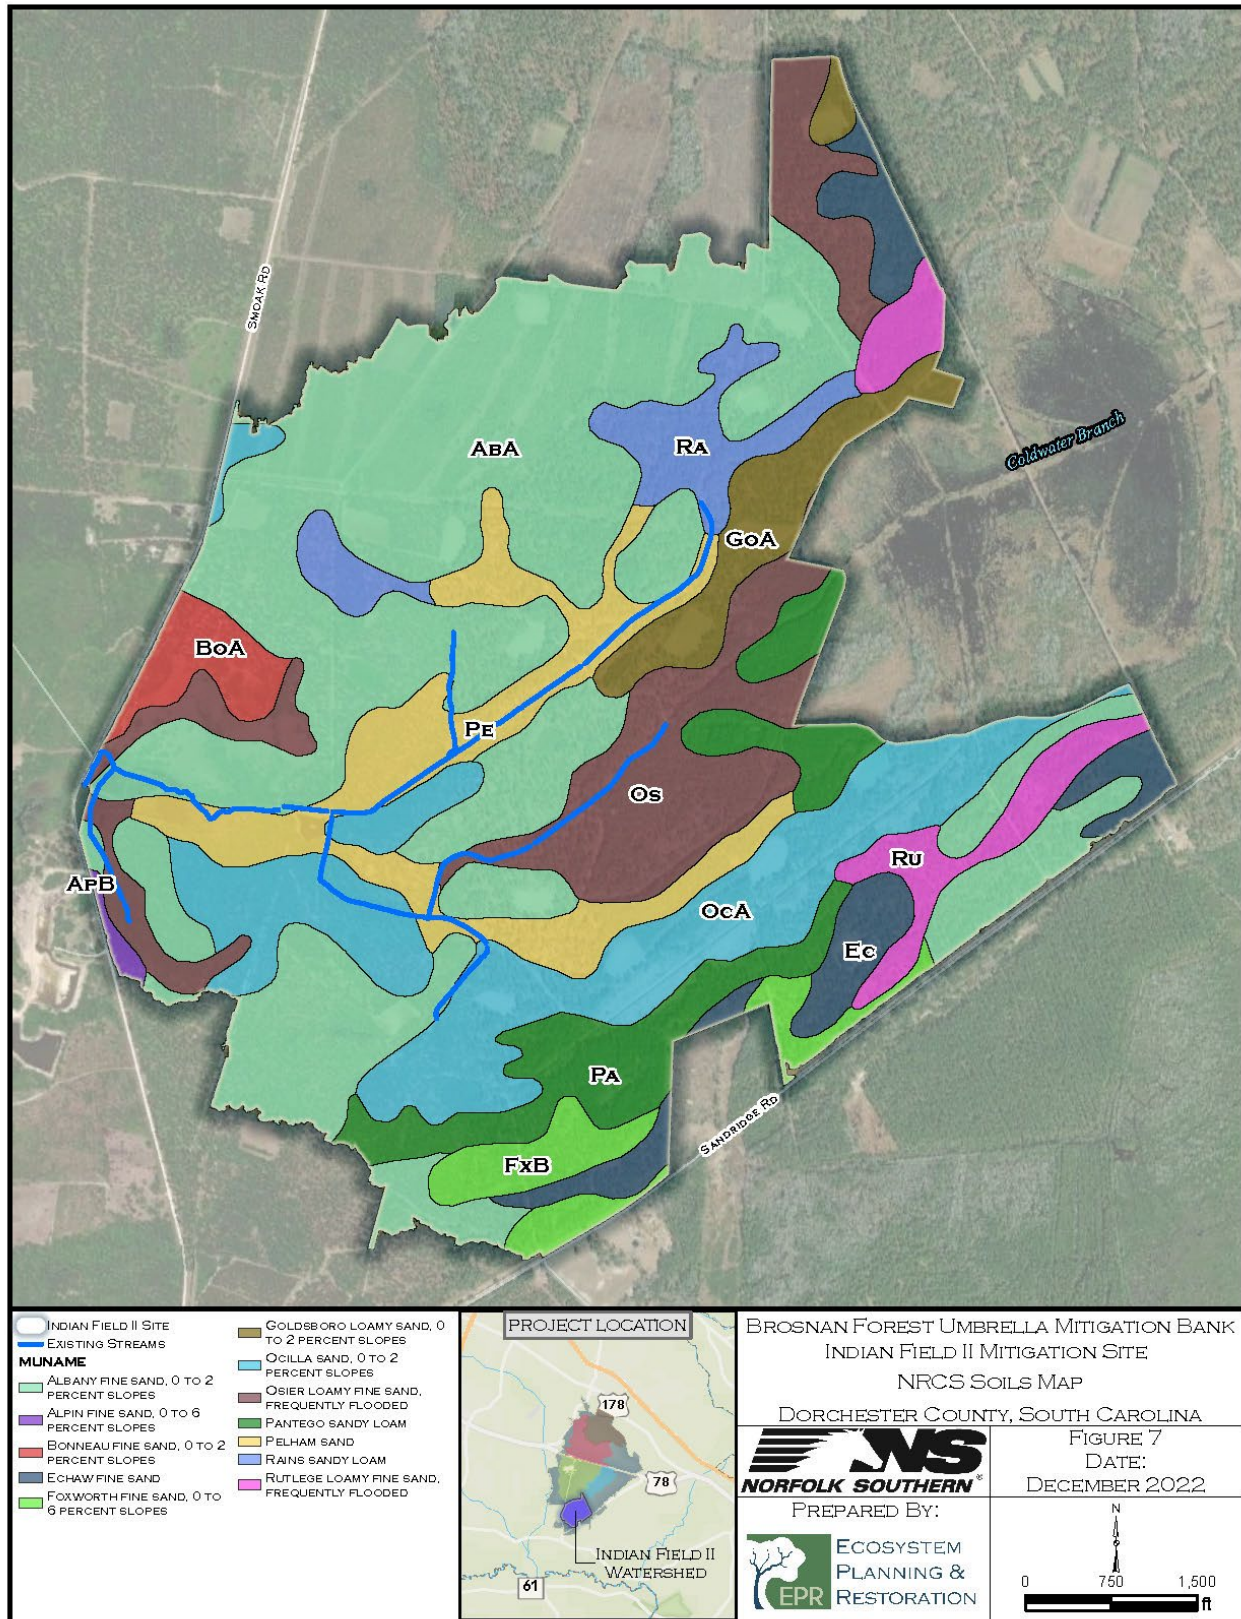 SMOAK RD
Coldwater Branch
ABA
RA
GOA
BOA
PE
OS
RU
APB
OCA
EC
PA
SANDRIDGE RD
FXB
INDIAN FIELD II SITE
EXISTING STREAMS
MUNAME
ALBANY FINE SAND, 0 TO 2
PERCENT SLOPES
ALPIN FINE SAND, 0 TO 6
PERCENT SLOPES
BONNEAU FINE SAND, 0 TO 2
PERCENT SLOPES
ECHAW FINE SAND
FOXWORTH FINE SAND, 0 TO
6 PERCENT SLOPES
GOLDSBORO LOAMY SAND, 0
TO 2 PERCENT SLOPES
OCILLA SAND, 0 TO 2
PERCENT SLOPES
OSIER LOAMY FINE SAND,
FREQUENTLY FLOODED
PANTEGO SANDY LOAM
PELHAM SAND
RAINS SANDY LOAM
RUTLEGE LOAMY FINE SAND,
FREQUENTLY FLOODED
PROJECT LOCATION
178
78
INDIAN FIELD II
WATERSHED
61
BROSNAN FOREST UMBRELLA MITIGATION BANK
INDIAN FIELD II MITIGATION SITE
NRCS SOILS MAP
DORCHESTER COUNTY, SOUTH CAROLINA
NS
NORFOLK SOUTHERN®
FIGURE 7
DATE:
DECEMBER 2022
PREPARED BY:
EPR
ECOSYSTEM
PLANNING &
RESTORATION
N
0 750 1,500
ft